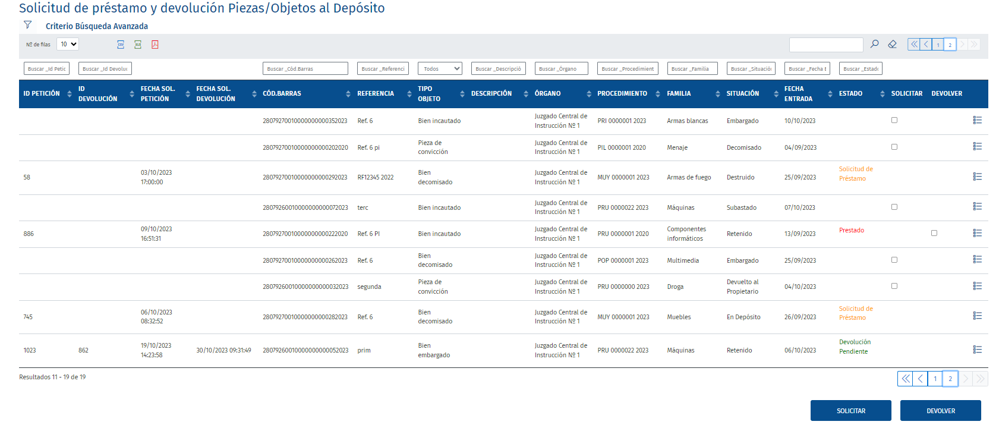 Solicitud de préstamo y devolución Piezas/Objetos al Depósito
Criterio Búsqueda Avanzada
Nº de filas 10 CSV XLS 1 2
Buscar _Id Petic Buscar _Id Devoluc Buscar _Cód.Barras Buscar _Referenci Todos Buscar _Descripció Buscar _Órgano Buscar _Procedimient Buscar _Familia Buscar _Situación Buscar _Fecha E Buscar _Estado
ID PETICIÓN ID DEVOLUCIÓN FECHA SOL. PETICIÓN FECHA SOL. DEVOLUCIÓN CÓD.BARRAS REFERENCIA TIPO OBJETO DESCRIPCIÓN ÓRGANO PROCEDIMIENTO FAMILIA SITUACIÓN FECHA ENTRADA ESTADO SOLICITAR DEVOLVER
28079270010000000000352023 Ref. 6 Bien incautado Juzgado Central de Instrucción Nº 1 PRI 0000001 2023 Armas blancas Embargado 10/10/2023
28079270010000000000202020 Ref. 6 pi Pieza de convicción Juzgado Central de Instrucción Nº 1 PIL 0000001 2020 Menaje Decomisado 04/09/2023
58 03/10/2023 17:00:00 28079270010000000000292023 RF12345 2022 Bien decomisado Juzgado Central de Instrucción Nº 1 MUY 0000001 2023 Armas de fuego Destruido 25/09/2023 Solicitud de Préstamo
28079260010000000000072023 terc Bien incautado Juzgado Central de Instrucción Nº 1 PRU 0000022 2023 Máquinas Subastado 07/10/2023
886 09/10/2023 16:51:31 28079270010000000000222020 Ref. 6 PI Bien incautado Juzgado Central de Instrucción Nº 1 PRU 0000001 2020 Componentes informáticos Retenido 13/09/2023 Prestado
28079270010000000000262023 Ref. 6 Bien decomisado Juzgado Central de Instrucción Nº 1 POP 0000001 2023 Multimedia Embargado 25/09/2023
28079260010000000000032023 segunda Pieza de convicción Juzgado Central de Instrucción Nº 1 PRU 0000000 2023 Droga Devuelto al Propietario 04/10/2023
745 06/10/2023 08:32:52 28079270010000000000282023 Ref. 6 Bien decomisado Juzgado Central de Instrucción Nº 1 MUY 0000001 2023 Muebles En Depósito 26/09/2023 Solicitud de Préstamo
1023 862 19/10/2023 14:23:58 30/10/2023 09:31:49 28079260010000000000052023 prim Bien embargado Juzgado Central de Instrucción Nº 1 PRU 0000022 2023 Máquinas Retenido 06/10/2023 Devolución Pendiente
Resultados 11 - 19 de 19 1 2
SOLICITAR DEVOLVER